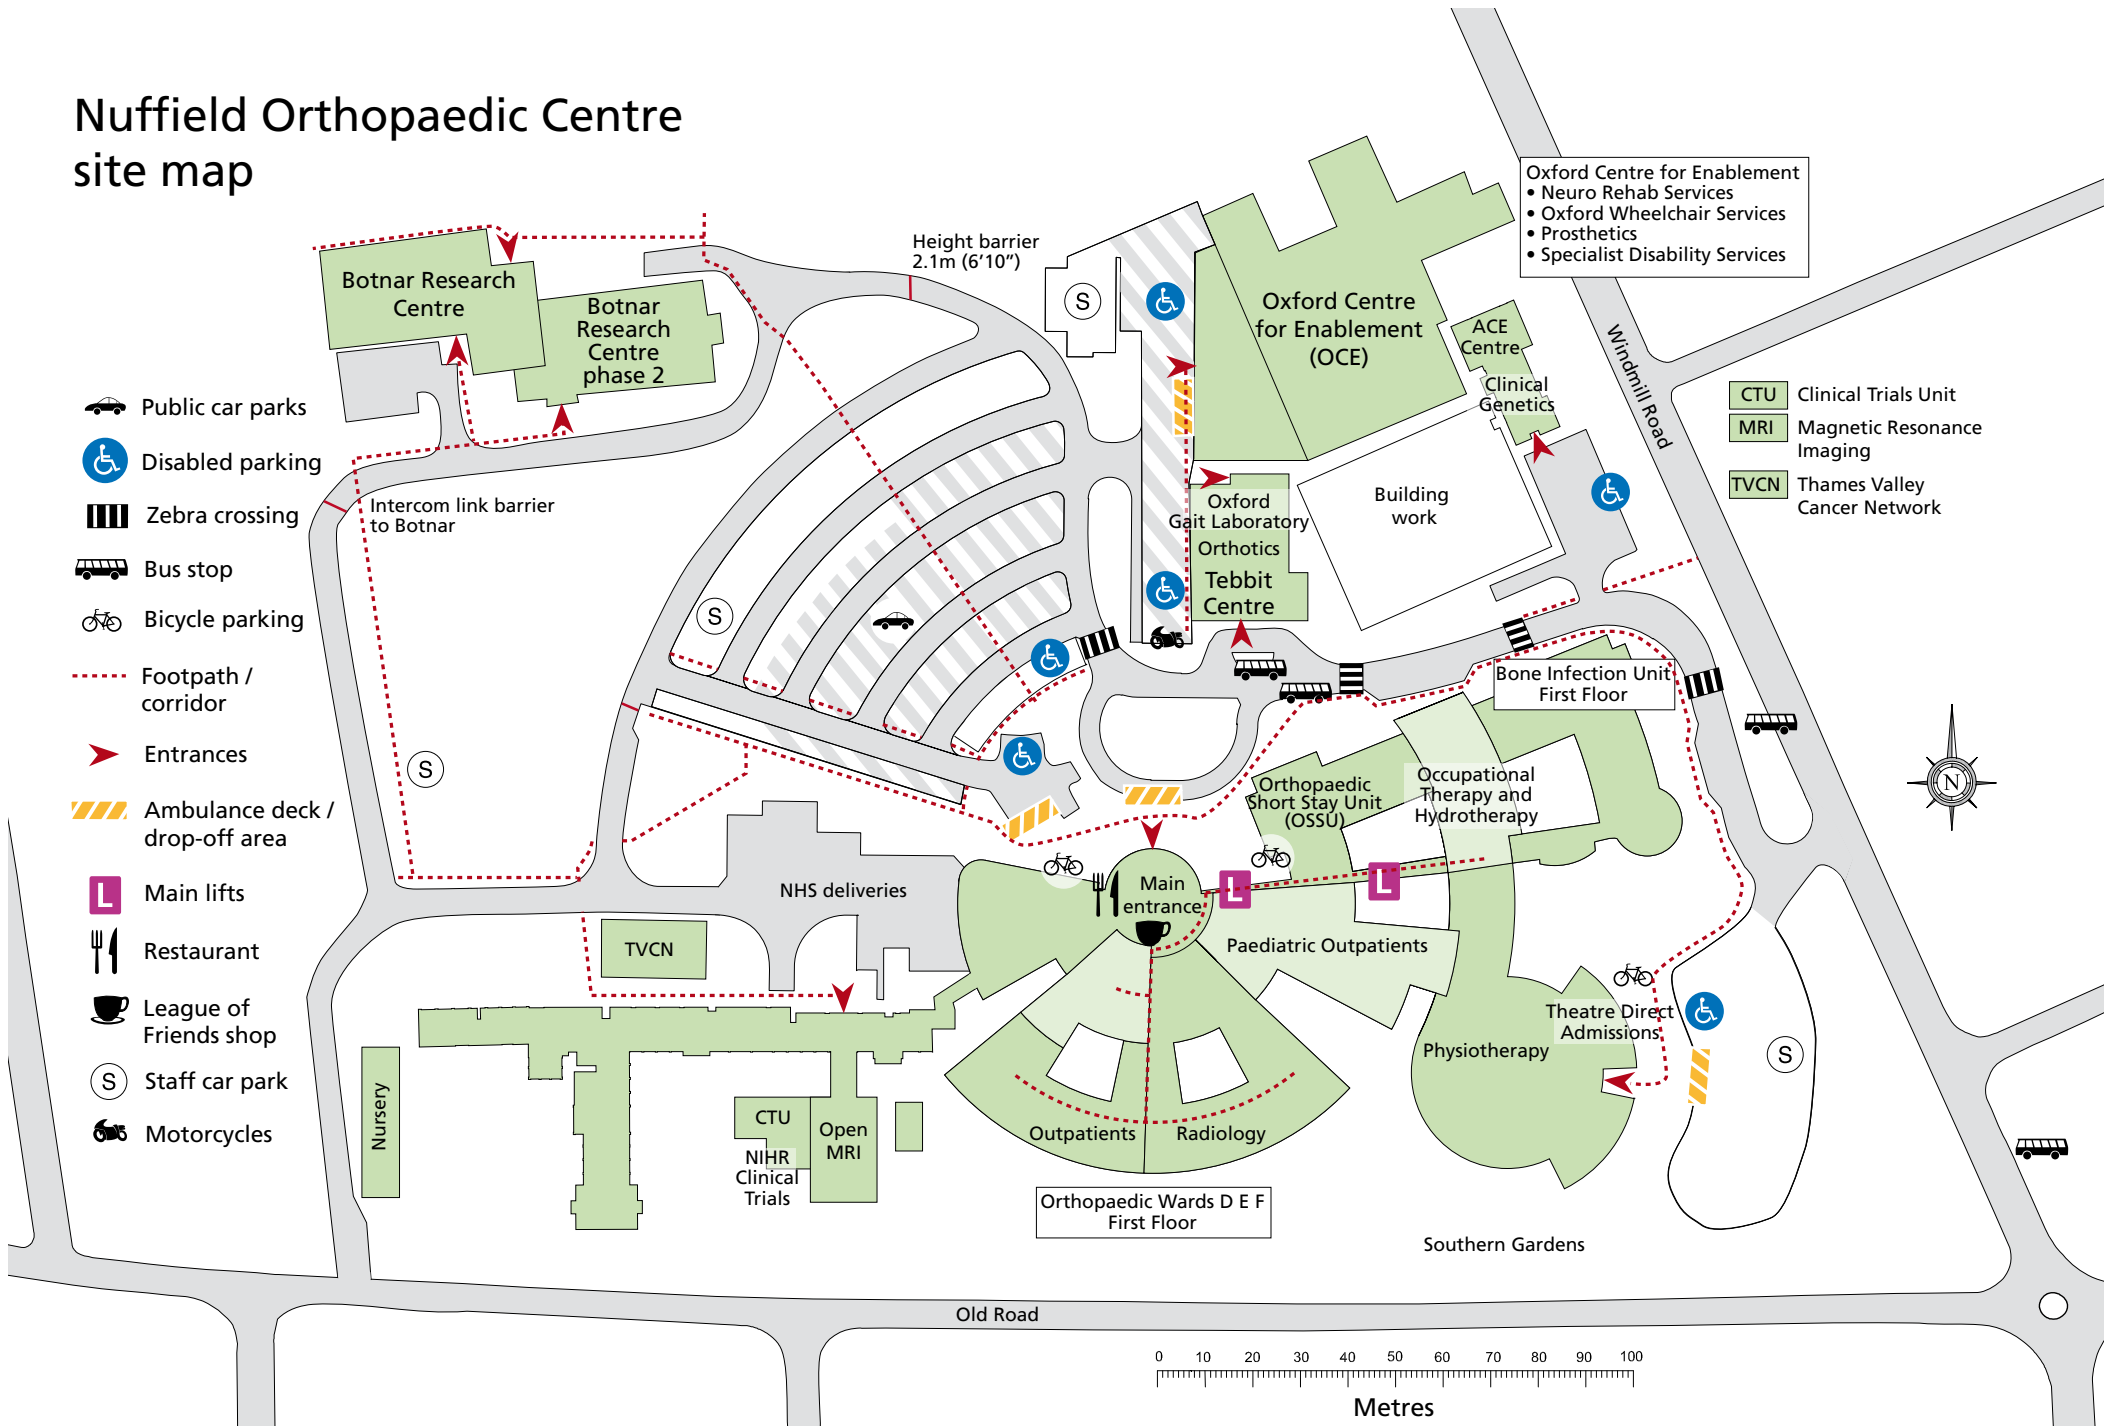 Nuffield Orthopaedic Centre
site map
Public car parks
Disabled parking
Zebra crossing
Bus stop
Bicycle parking
Footpath /
corridor
Entrances
Ambulance deck /
drop-off area
L
Main lifts
Restaurant
League of
Friends shop
S
Staff car park
Motorcycles
Botnar Research
Centre
Botnar
Research
Centre
phase 2
Intercom link barrier
to Botnar
Height barrier
2.1m (6’10”)
S
S
S
Oxford Centre
for Enablement
(OCE)
Oxford Centre for Enablement
• Neuro Rehab Services
• Oxford Wheelchair Services
• Prosthetics
• Specialist Disability Services
ACE
Centre
Clinical
Genetics
Windmill Road
CTU
Clinical Trials Unit
MRI
Magnetic Resonance
Imaging
TVCN
Thames Valley
Cancer Network
Oxford
Gait Laboratory
Orthotics
Tebbit
Centre
Building
work
Bone Infection Unit
First Floor
Orthopaedic
Short Stay Unit
(OSSU)
Occupational
Therapy and
Hydrotherapy
N
NHS deliveries
Main
entrance
L
L
Paediatric Outpatients
TVCN
Theatre Direct
Admissions
Physiotherapy
S
Nursery
CTU
Open
MRI
NIHR
Clinical
Trials
Outpatients
Radiology
Orthopaedic Wards D E F
First Floor
Southern Gardens
Old Road
0 10 20 30 40 50 60 70 80 90 100
Metres